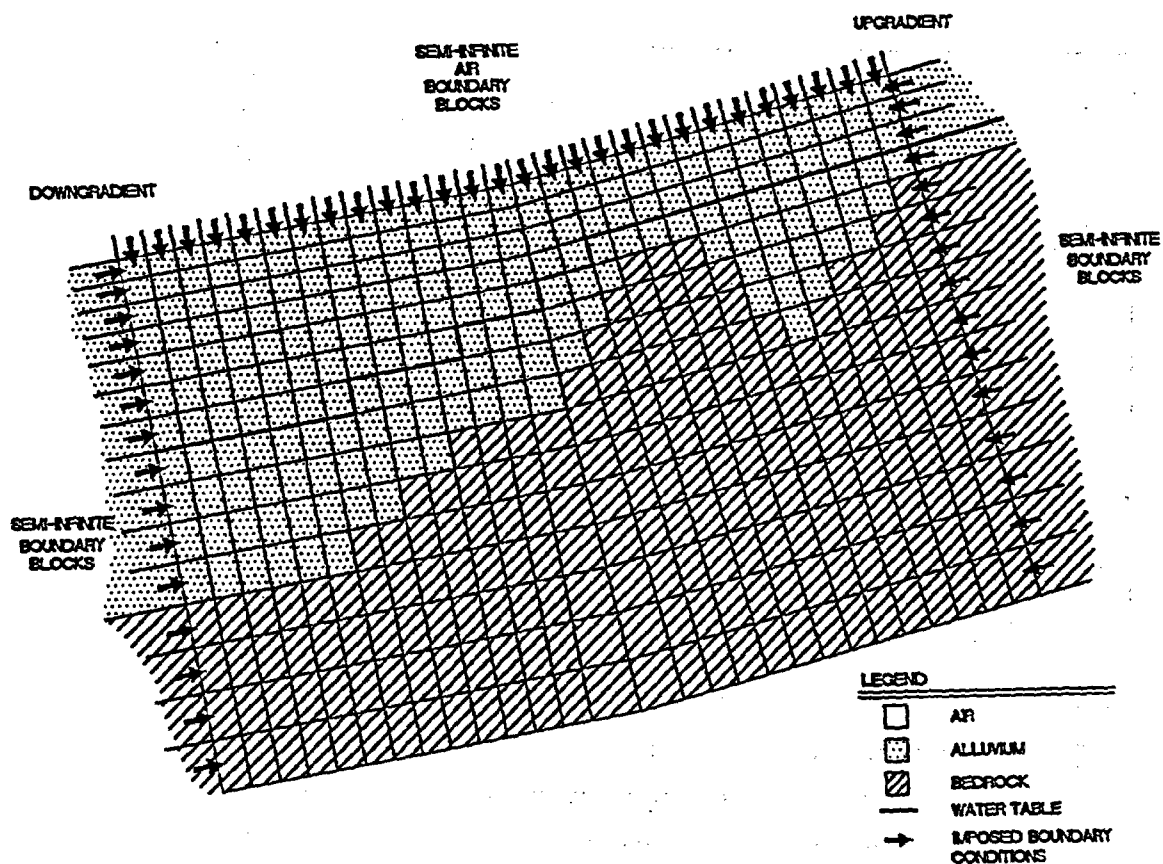 UPGRADIENT
SEMI-INFINITE
AIR
BOUNDARY
BLOCKS
DOWNGRADIENT
SEMI-INFINITE
BOUNDARY
BLOCKS
SEMI-INFINITE
BOUNDARY
BLOCKS
LEGEND
AIR
ALLUVIUM
BEDROCK
WATER TABLE
IMPOSED BOUNDARY
CONDITIONS